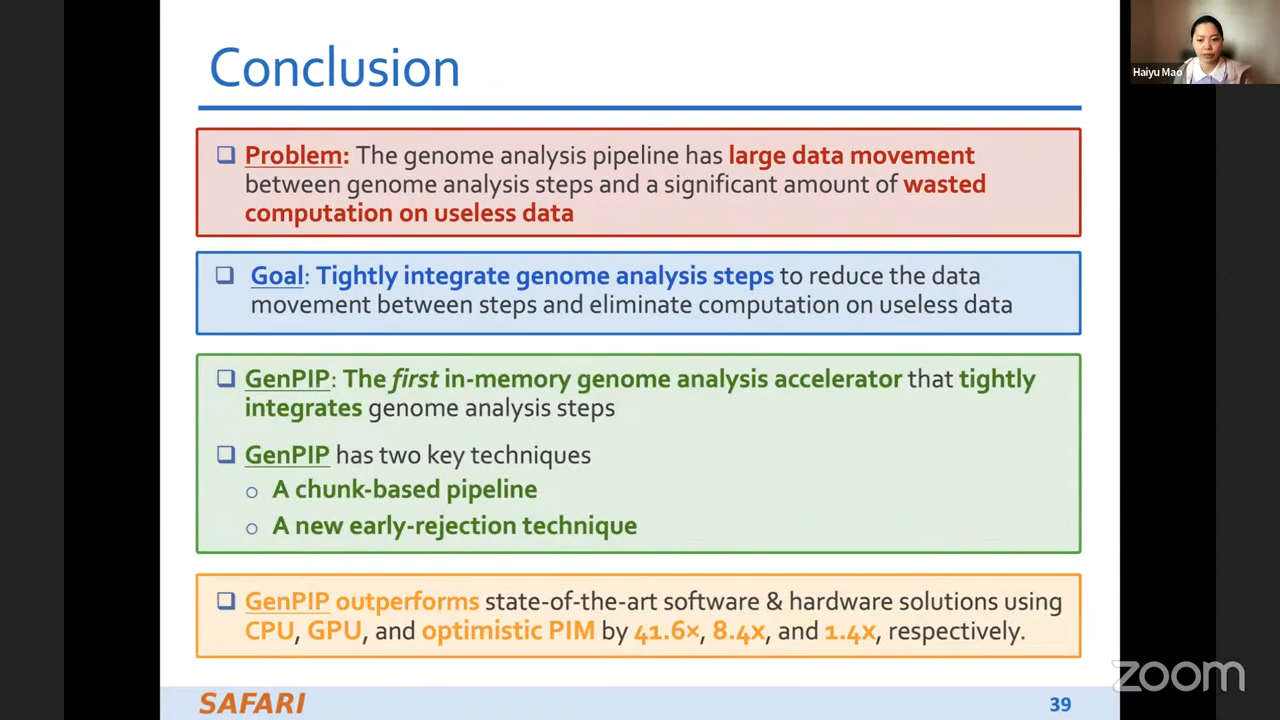 Conclusion
Haiyu Mao
❑ Problem: The genome analysis pipeline has large data movement
between genome analysis steps and a significant amount of wasted
computation on useless data
❑ Goal: Tightly integrate genome analysis steps to reduce the data
movement between steps and eliminate computation on useless data
❑ GenPIP: The first in-memory genome analysis accelerator that tightly
integrates genome analysis steps
❑ GenPIP has two key techniques
○ A chunk-based pipeline
○ A new early-rejection technique
❑ GenPIP outperforms state-of-the-art software & hardware solutions using
CPU, GPU, and optimistic PIM by 41.6×, 8.4x, and 1.4x, respectively.
zoom
SAFARI
39